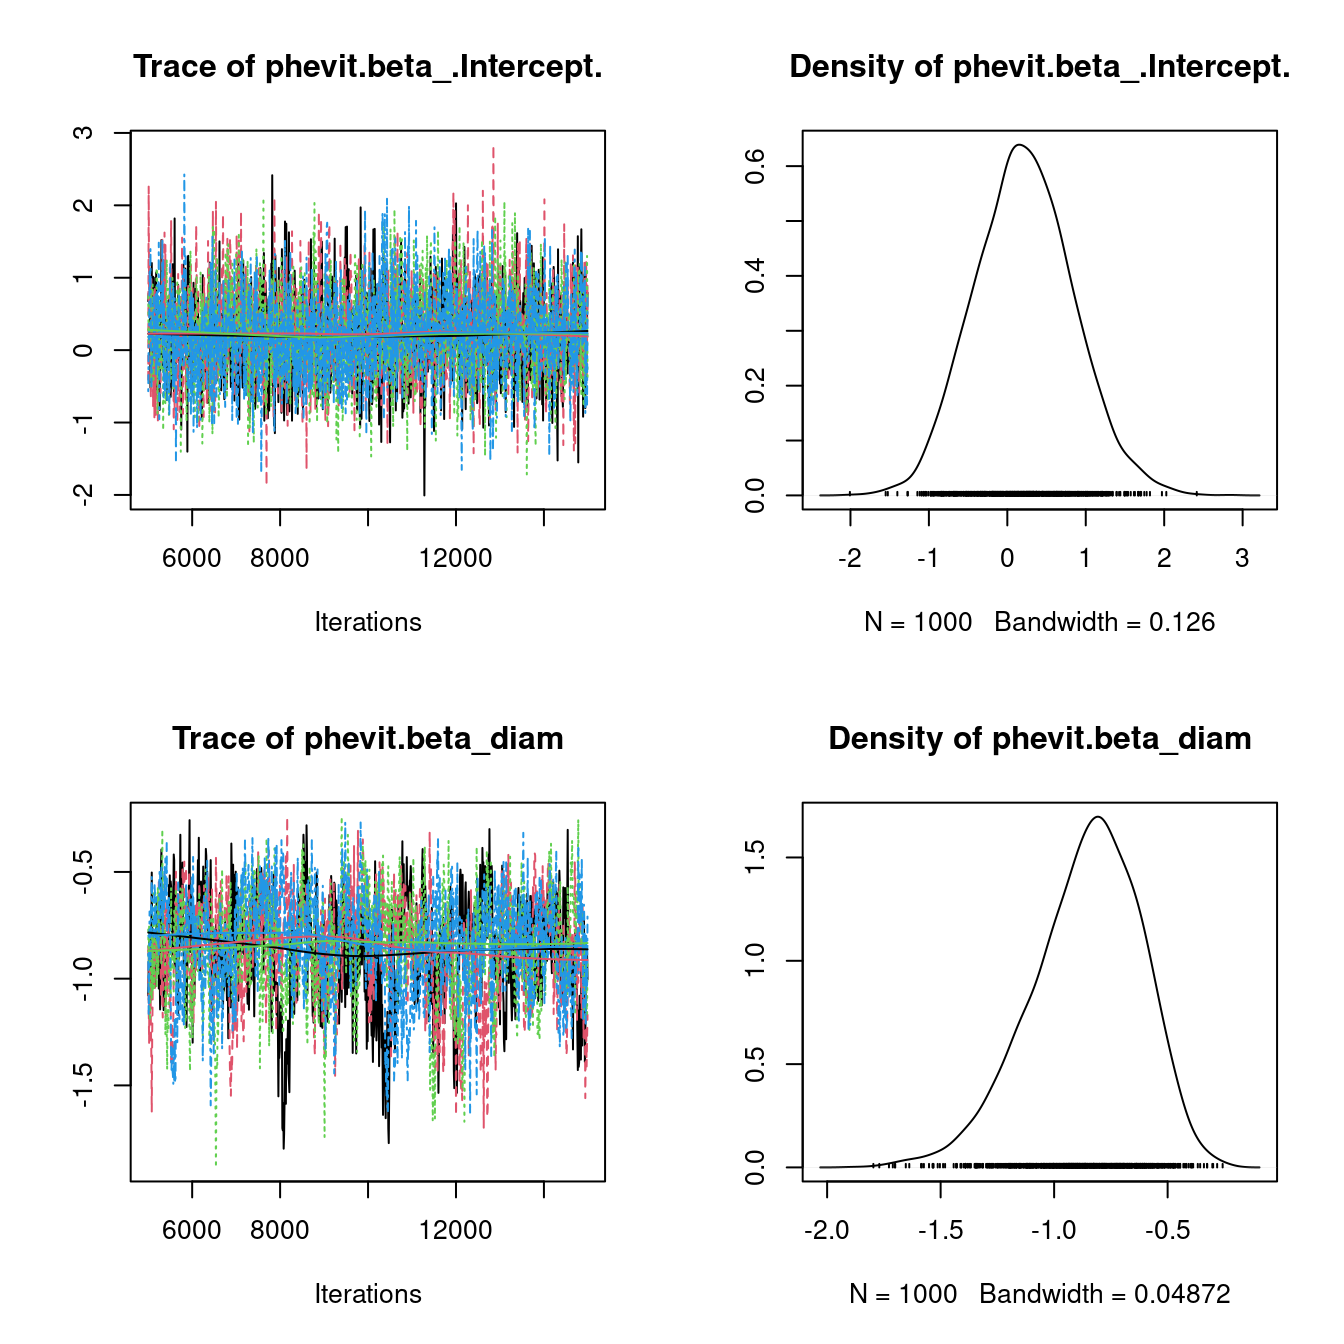 Trace of phevit.beta_.Intercept.
3
2
1
0
-1
-2
6000 8000 12000
Iterations
Density of phevit.beta_.Intercept.
0.6
0.4
0.2
0.0
-2 -1 0 1 2 3
N = 1000 Bandwidth = 0.126
Trace of phevit.beta_diam
-0.5
-1.0
-1.5
6000 8000 12000
Iterations
Density of phevit.beta_diam
1.5
1.0
0.5
0.0
-2.0 -1.5 -1.0 -0.5
N = 1000 Bandwidth = 0.04872